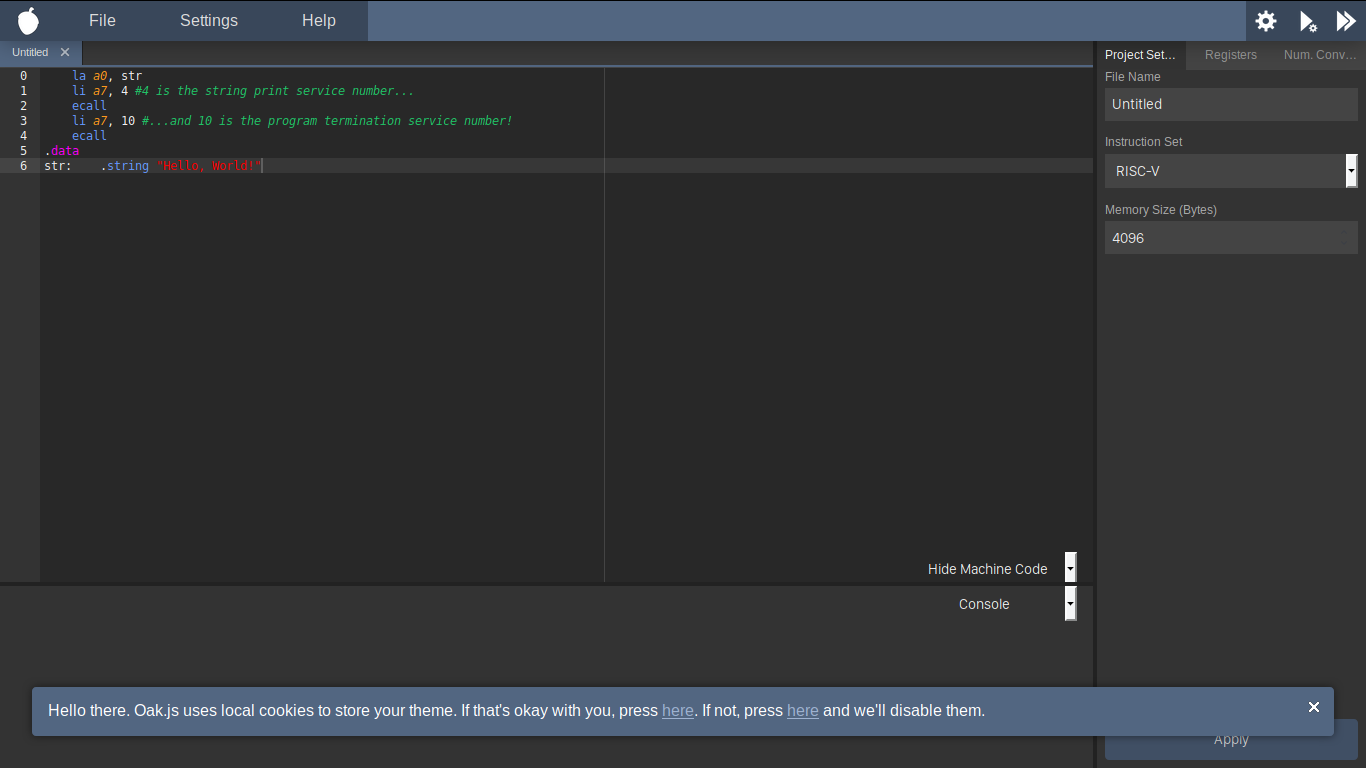 File Settings Help
Untitled
0 la a0, str
1 li a7, 4 #4 is the string print service number...
2 ecall
3 li a7, 10 #...and 10 is the program termination service number!
4 ecall
5 .data
6 str: .string "Hello, World!"
Hide Machine Code
Console
Project Set... Registers Num. Conv...
File Name
Untitled
Instruction Set
RISC-V
Memory Size (Bytes)
4096
Hello there. Oak.js uses local cookies to store your theme. If that's okay with you, press here. If not, press here and we'll disable them.
Apply